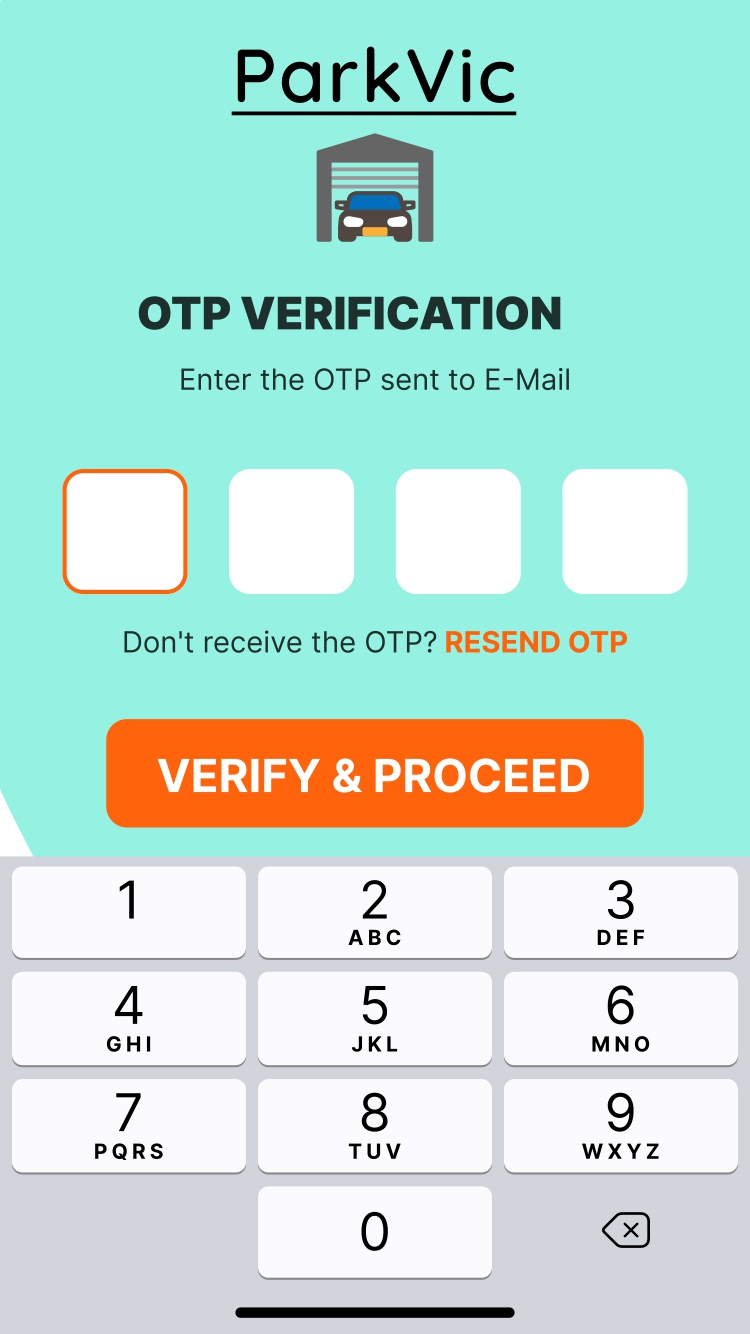 ParkVic
OTP VERIFICATION
Enter the OTP sent to E-Mail
Don't receive the OTP? RESEND OTP
VERIFY & PROCEED
1 2 3
ABC DEF
4 5 6
GHI JKL MNO
7 8 9
PQRS TUV WXYZ
0